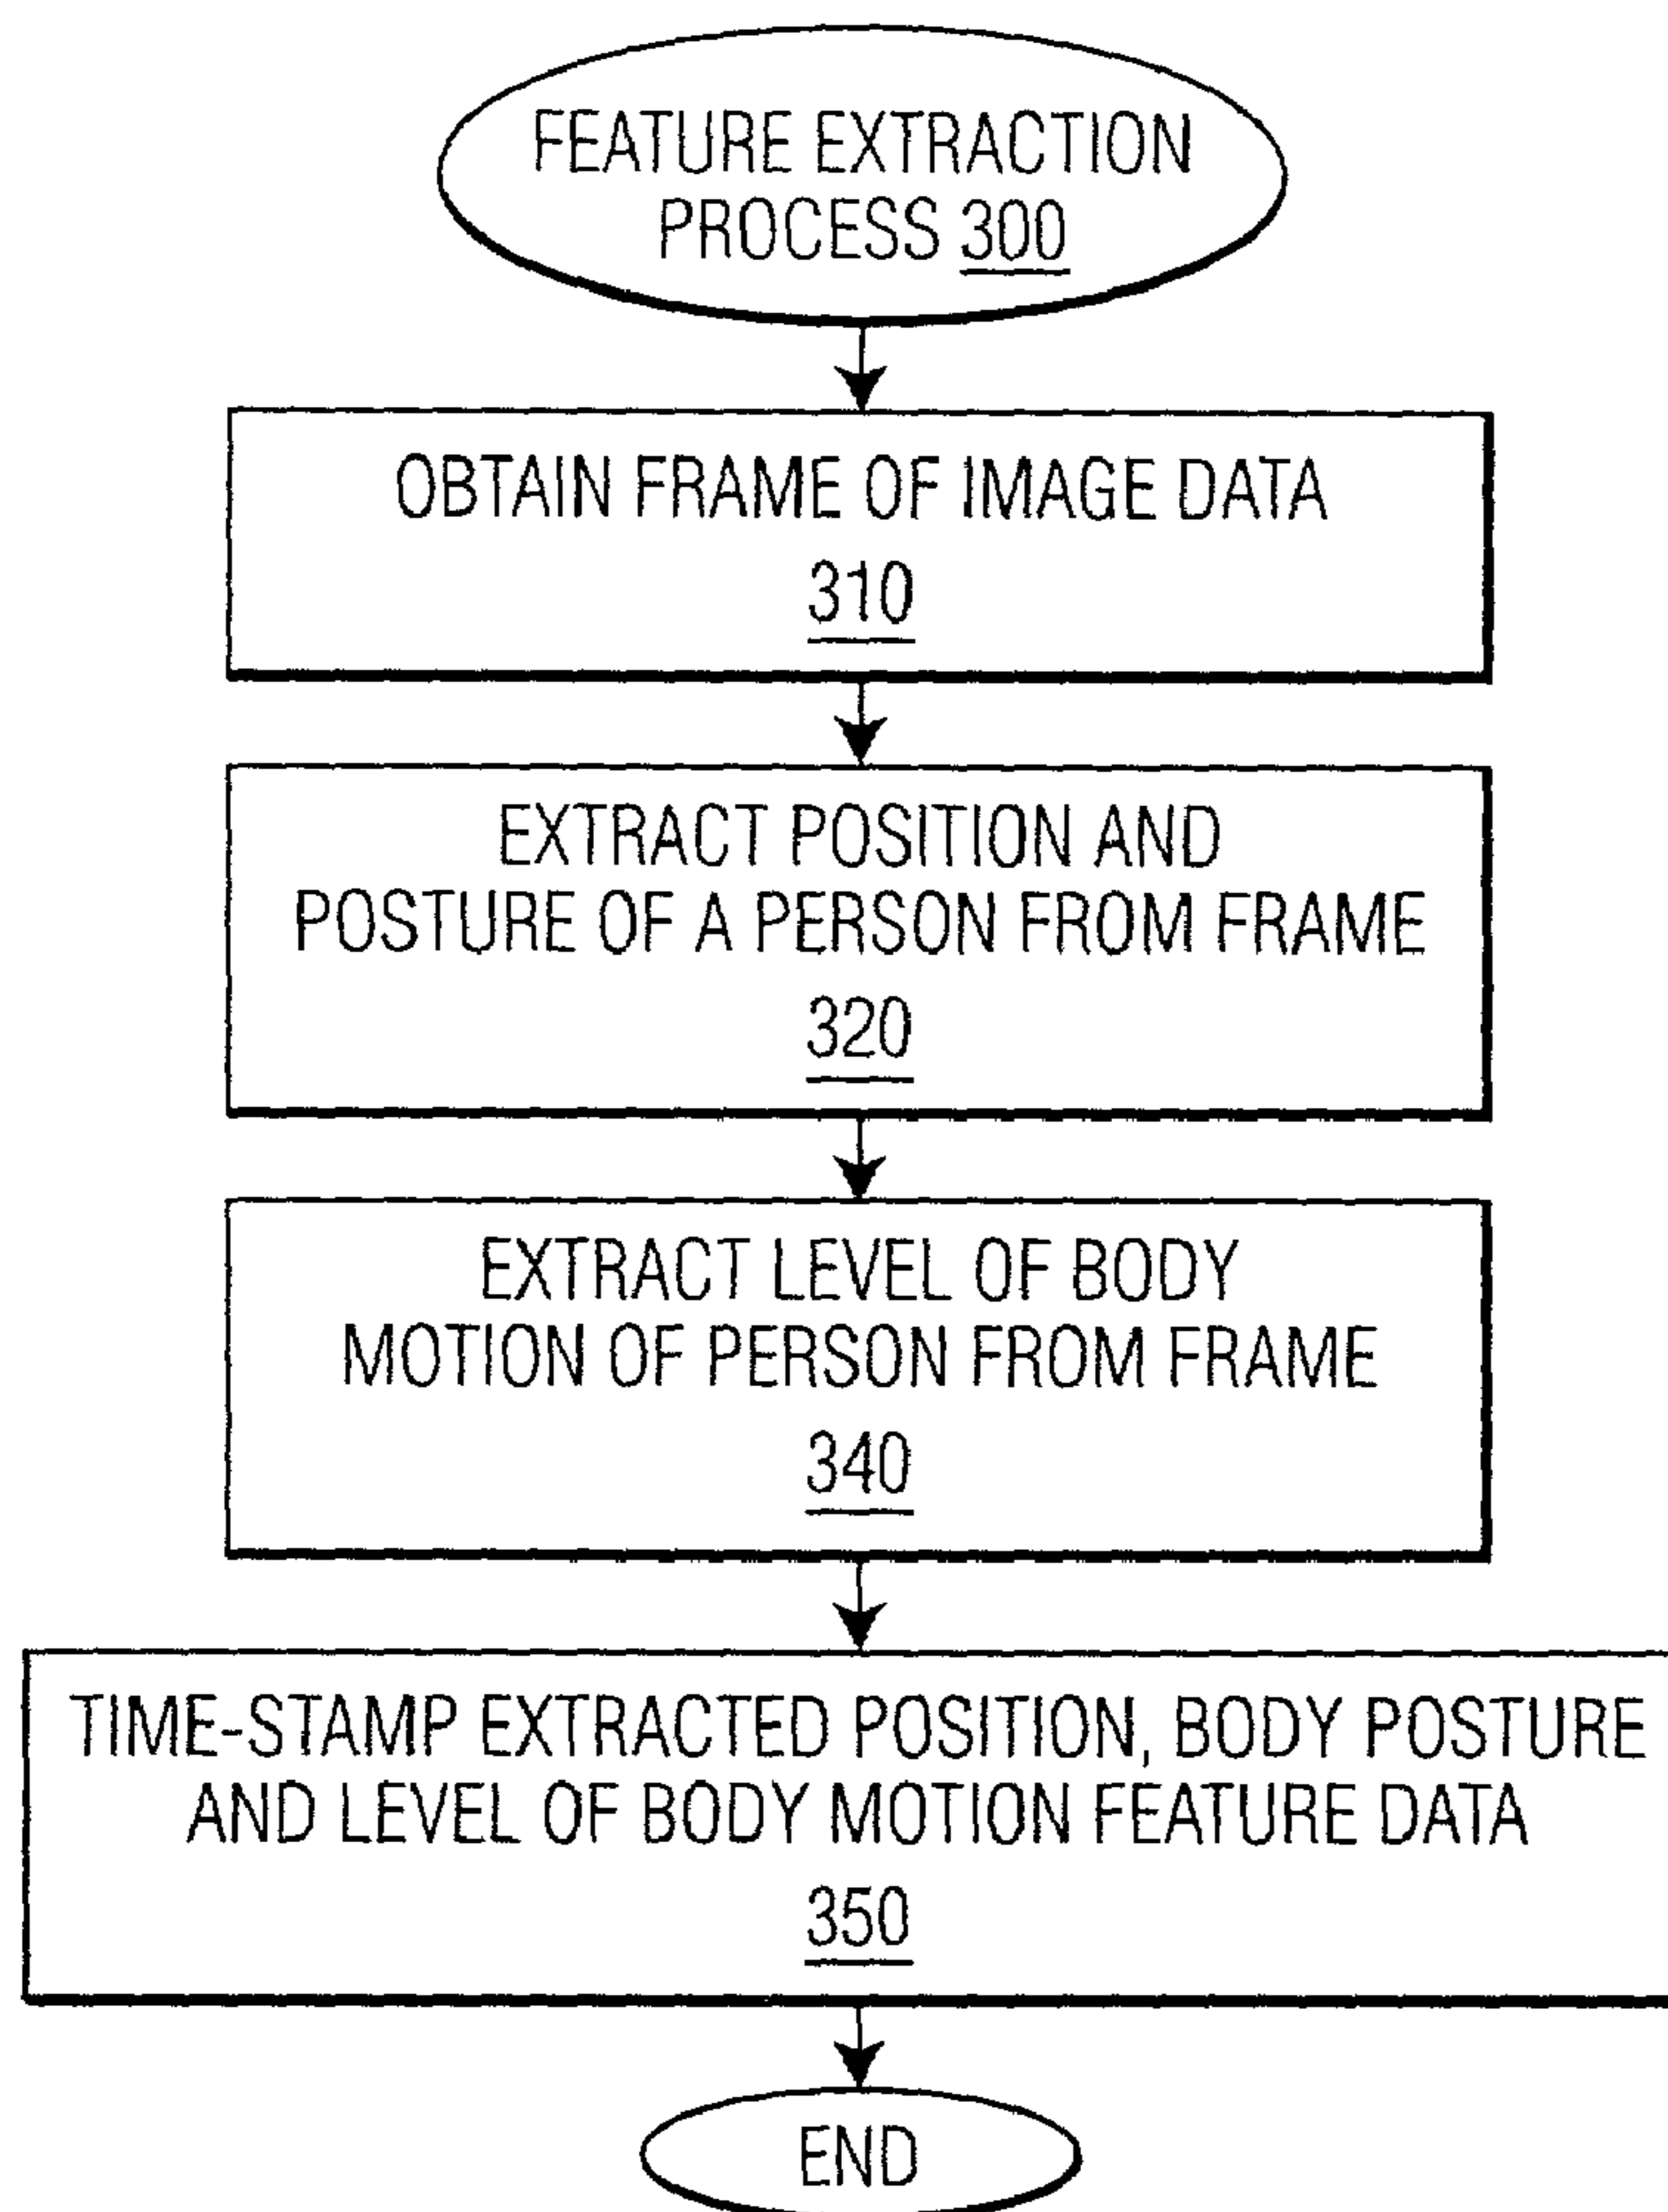 FEATURE EXTRACTION
PROCESS 300
OBTAIN FRAME OF IMAGE DATA
310
EXTRACT POSITION AND
POSTURE OF A PERSON FROM FRAME
320
EXTRACT LEVEL OF BODY
MOTION OF PERSON FROM FRAME
340
TIME-STAMP EXTRACTED POSITION, BODY POSTURE
AND LEVEL OF BODY MOTION FEATURE DATA
350
END